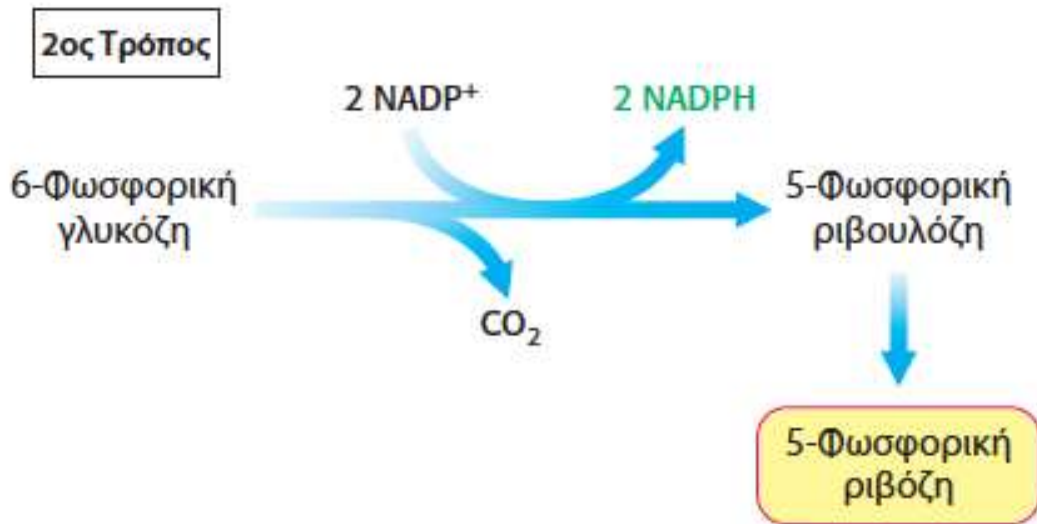 2ος Τρόπος
2 NADP⁺
2 NADPH
6-Φωσφορική
γλυκόζη
5-Φωσφορική
ριβουλόζη
CO₂
5-Φωσφορική
ριβόζη